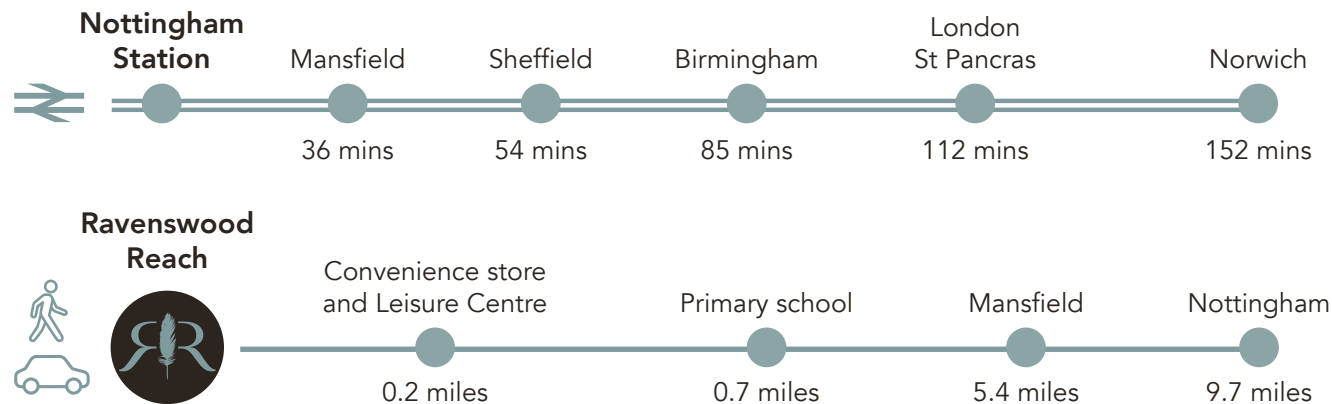 Nottingham
Station
Mansfield
Sheffield
Birmingham
London
St Pancras
Norwich
36 mins
54 mins
85 mins
112 mins
152 mins
Ravenswood
Reach
RR
Convenience store
and Leisure Centre
Primary school
Mansfield
Nottingham
0.2 miles
0.7 miles
5.4 miles
9.7 miles